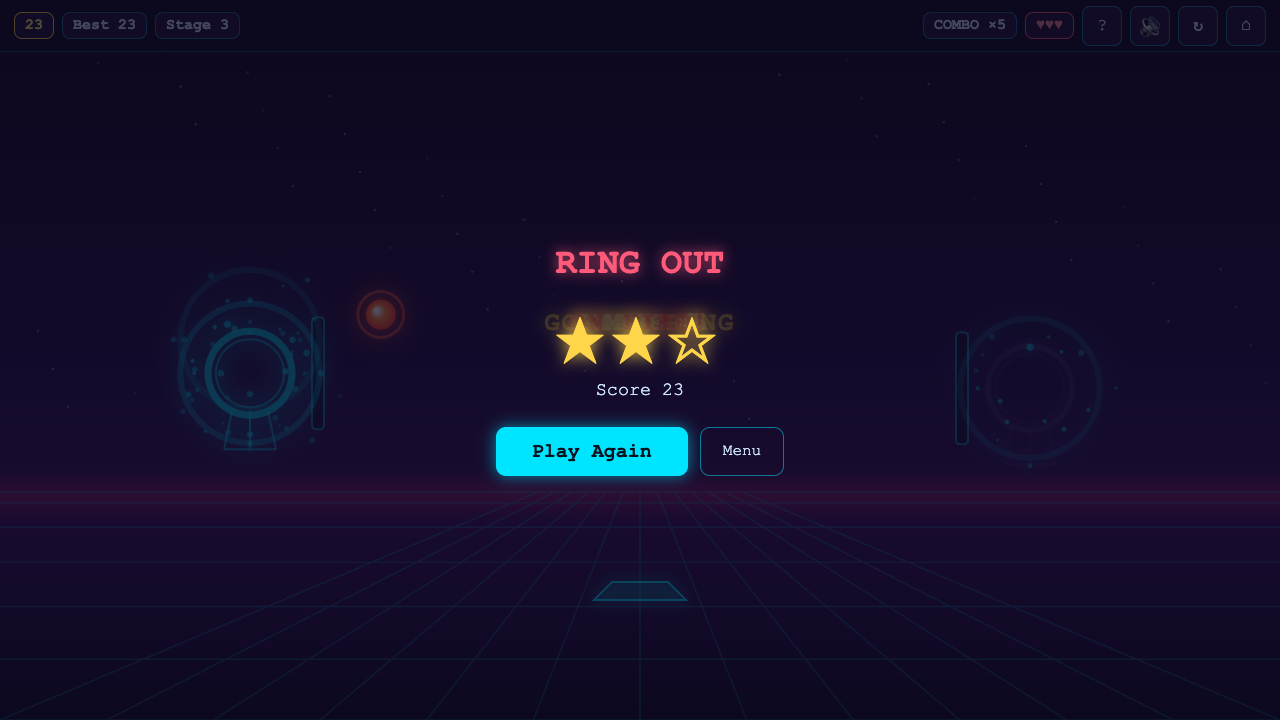 23 Best 23 Stage 3 COMBO ×5 ♥♥♥ ?
RING OUT
Score 23
Play Again Menu